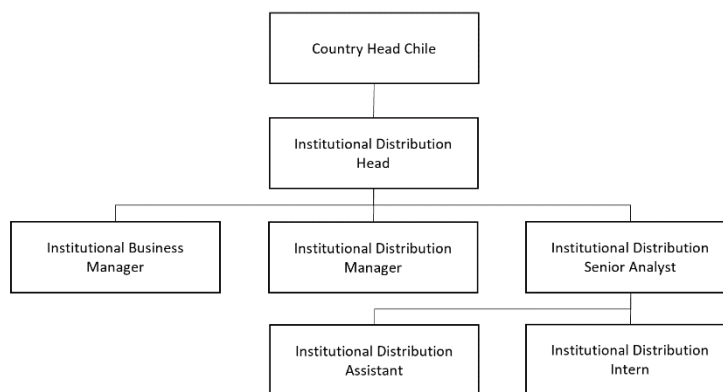 Country Head Chile
Institutional Distribution
Head
Institutional Business
Manager
Institutional Distribution
Manager
Institutional Distribution
Senior Analyst
Institutional Distribution
Assistant
Institutional Distribution
Intern